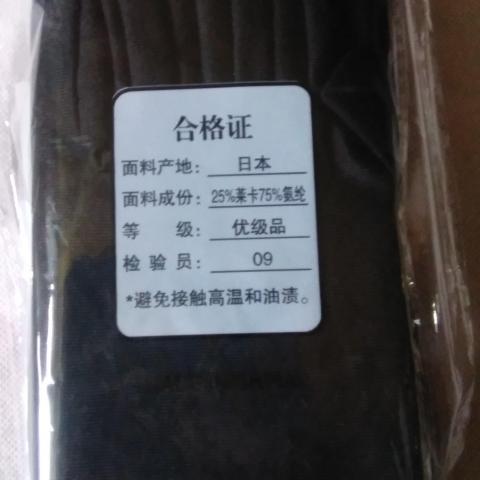 合格证
面料产地: 日本
面料成份: 25%莱卡75%氨纶
等 级: 优级品
检验员: 09
*避免接触高温和油渍。